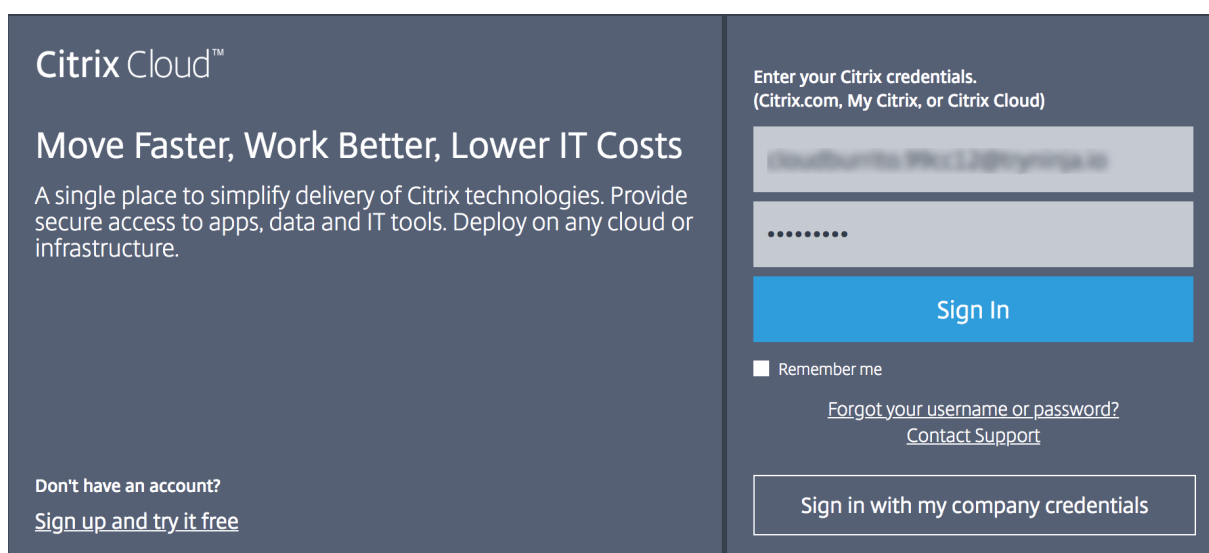 Citrix Cloud™
Move Faster, Work Better, Lower IT Costs
A single place to simplify delivery of Citrix technologies. Provide
secure access to apps, data and IT tools. Deploy on any cloud or
infrastructure.
Don't have an account?
Sign up and try it free
Enter your Citrix credentials.
(Citrix.com, My Citrix, or Citrix Cloud)
•••••••••
Sign In
Remember me
Forgot your username or password?
Contact Support
Sign in with my company credentials